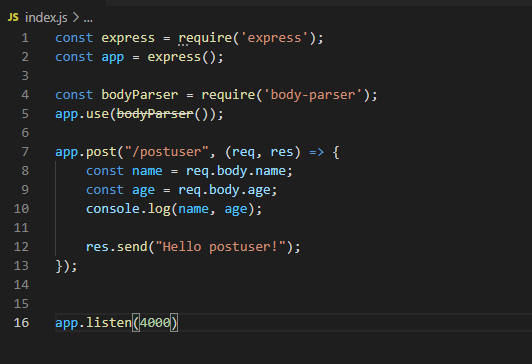 JS index.js > ...
1 const express = require('express');
2 const app = express();
3
4 const bodyParser = require('body-parser');
5 app.use(bodyParser());
6
7 app.post("/postuser", (req, res) => {
8 const name = req.body.name;
9 const age = req.body.age;
10 console.log(name, age);
11
12 res.send("Hello postuser!");
13 });
14
15
16 app.listen(4000)